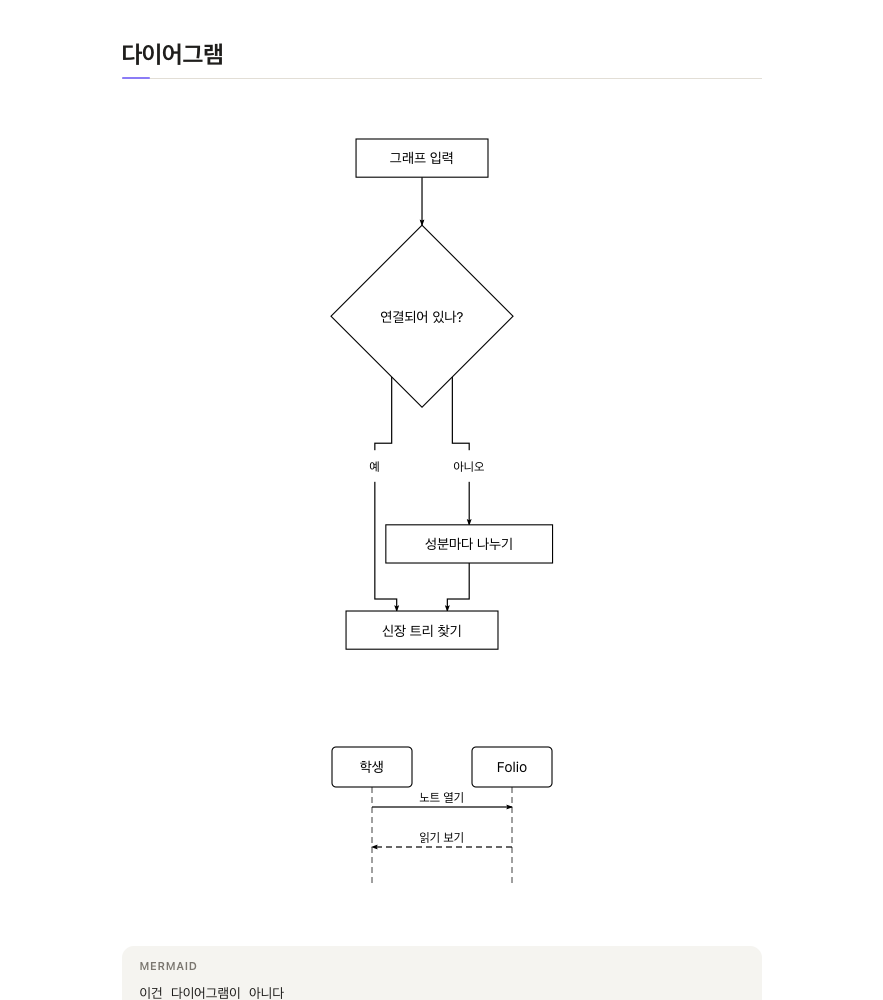 다이어그램
그래프 입력
연결되어 있나?
예
아니오
성분마다 나누기
신장 트리 찾기
학생
Folio
노트 열기
읽기 보기
MERMAID
이건 다이어그램이 아니다